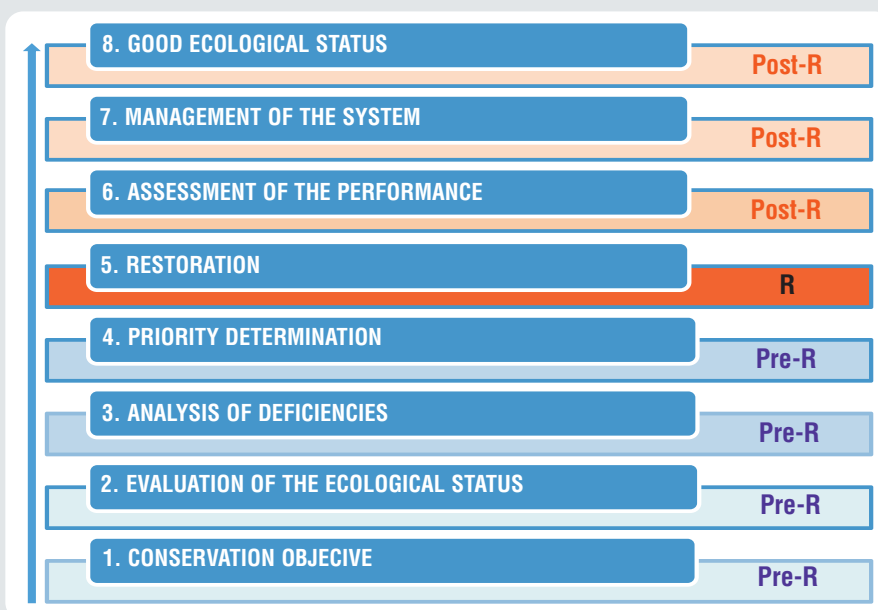 8. GOOD ECOLOGICAL STATUS
Post-R
7. MANAGEMENT OF THE SYSTEM
Post-R
6. ASSESSMENT OF THE PERFORMANCE
Post-R
5. RESTORATION
R
4. PRIORITY DETERMINATION
Pre-R
3. ANALYSIS OF DEFICIENCIES
Pre-R
2. EVALUATION OF THE ECOLOGICAL STATUS
Pre-R
1. CONSERVATION OBJECIVE
Pre-R